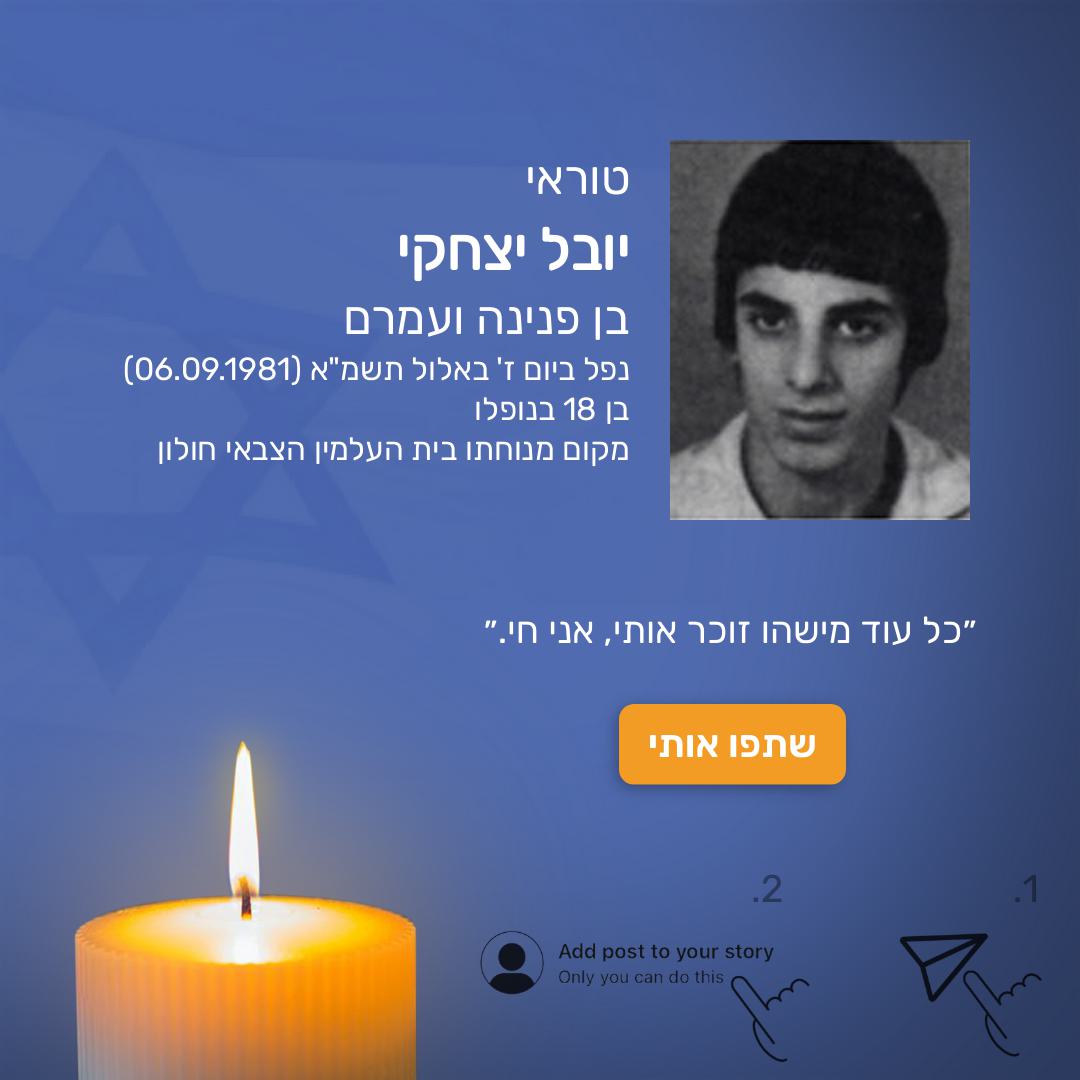 טוראי
יובל יצחקי
בן פנינה ועמרם
נפל ביום ז' באלול תשמ"א (06.09.1981)
בן 18 בנופלו
מקום מנוחתו בית העלמין הצבאי חולון
״כל עוד מישהו זוכר אותי, אני חי.״
שתפו אותי
.1
.2
Add post to your story
Only you can do this